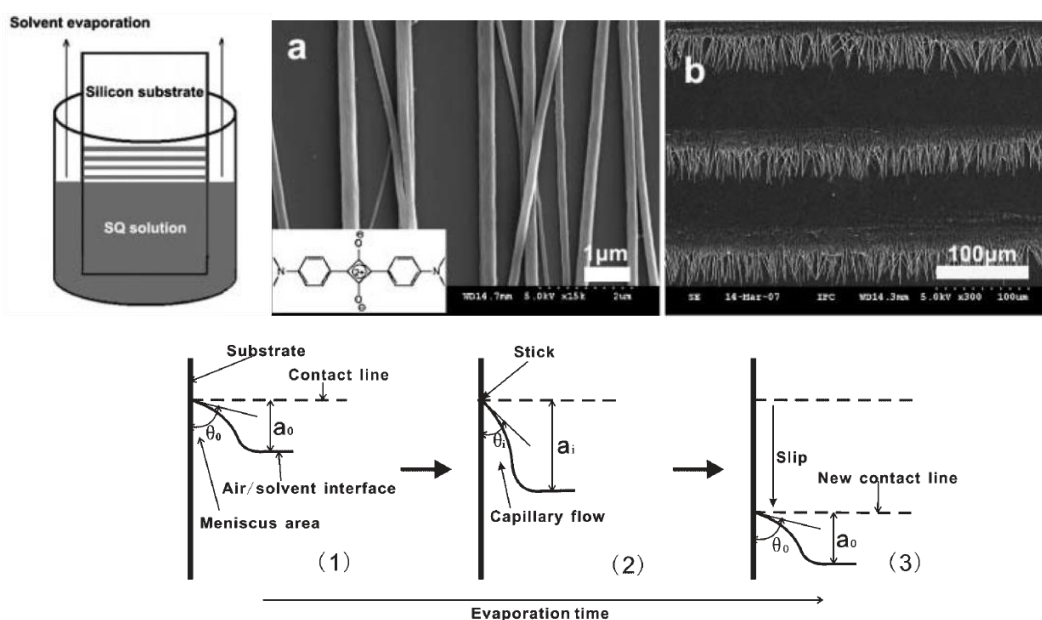 Solvent evaporation
Silicon substrate
SQ solution
a
N
O
⊖
2+
O
⊖
N
1μm
WD14.7mm 5.0kV x15k 2um
b
100μm
SE 14-Mar-07 IPC WD14.3mm 5.0kV x300 100um
Substrate
Contact line
θ₀
a₀
Air/solvent interface
Meniscus area
(1)
Stick
θi
ai
Capillary flow
(2)
Slip
New contact line
θ₀
a₀
(3)
Evaporation time